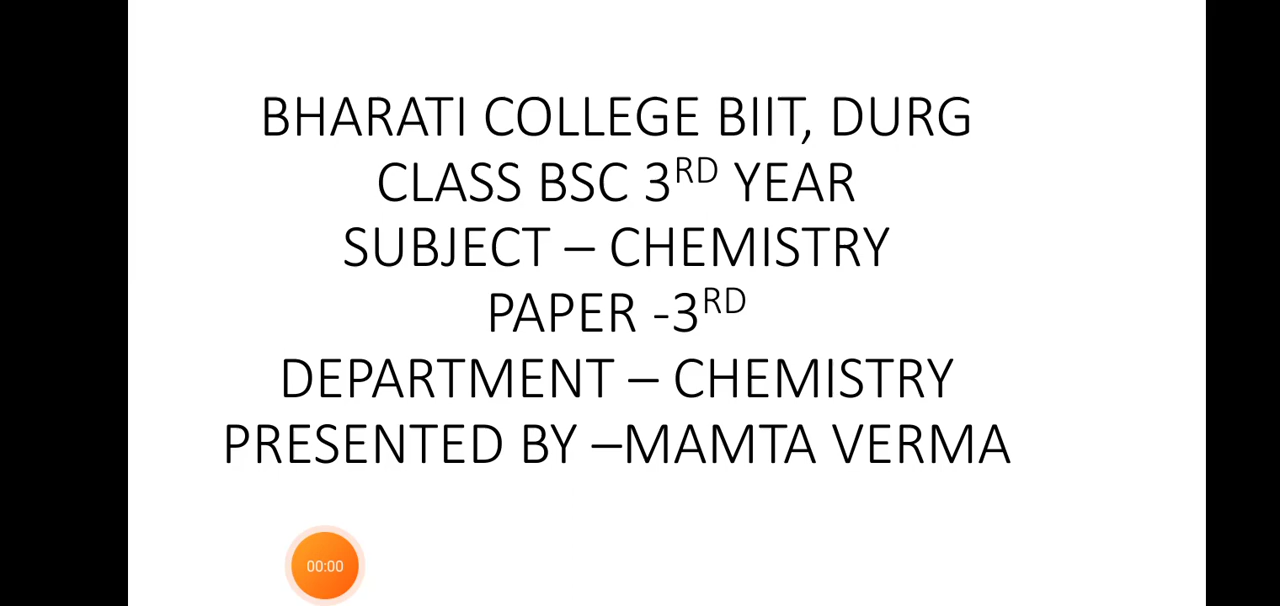 BHARATI COLLEGE BIIT, DURG
CLASS BSC 3RD YEAR
SUBJECT – CHEMISTRY
PAPER -3RD
DEPARTMENT – CHEMISTRY
PRESENTED BY –MAMTA VERMA
00:00